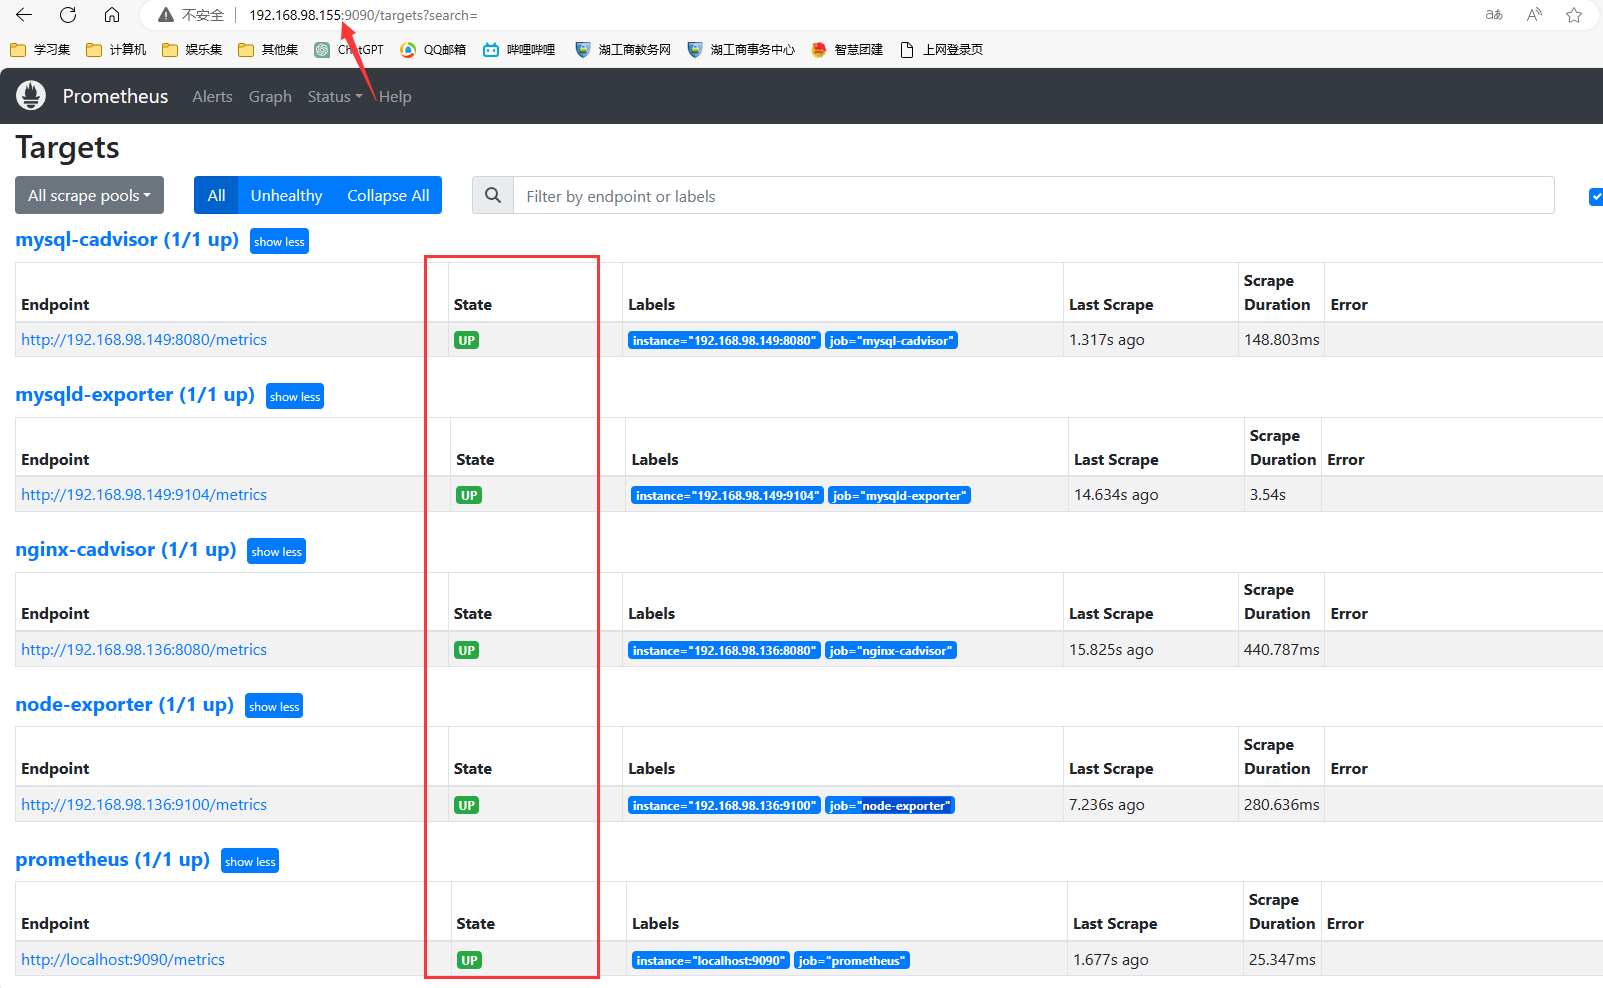 不安全 192.168.98.155:9090/targets?search=
学习集 计算机 娱乐集 其他集 ChatGPT QQ邮箱 哔哩哔哩 湖工商教务网 湖工商事务中心 智慧团建 上网登录页
Prometheus Alerts Graph Status Help
Targets
All scrape pools All Unhealthy Collapse All Filter by endpoint or labels
mysql-cadvisor (1/1 up) show less
Endpoint State Labels Last Scrape Scrape Duration Error
http://192.168.98.149:8080/metrics UP instance="192.168.98.149:8080" job="mysql-cadvisor" 1.317s ago 148.803ms
mysqld-exporter (1/1 up) show less
Endpoint State Labels Last Scrape Scrape Duration Error
http://192.168.98.149:9104/metrics UP instance="192.168.98.149:9104" job="mysqld-exporter" 14.634s ago 3.54s
nginx-cadvisor (1/1 up) show less
Endpoint State Labels Last Scrape Scrape Duration Error
http://192.168.98.136:8080/metrics UP instance="192.168.98.136:8080" job="nginx-cadvisor" 15.825s ago 440.787ms
node-exporter (1/1 up) show less
Endpoint State Labels Last Scrape Scrape Duration Error
http://192.168.98.136:9100/metrics UP instance="192.168.98.136:9100" job="node-exporter" 7.236s ago 280.636ms
prometheus (1/1 up) show less
Endpoint State Labels Last Scrape Scrape Duration Error
http://localhost:9090/metrics UP instance="localhost:9090" job="prometheus" 1.677s ago 25.347ms